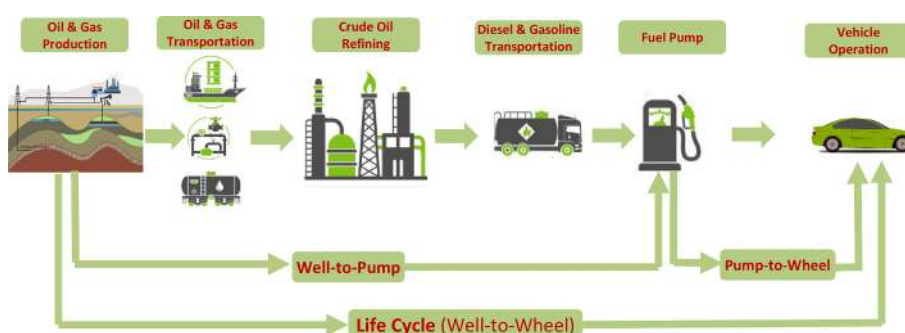 Oil & Gas
Production
Oil & Gas
Transportation
Crude Oil
Refining
Diesel & Gasoline
Transportation
Fuel Pump
Vehicle
Operation
Well-to-Pump
Pump-to-Wheel
Life Cycle (Well-to-Wheel)